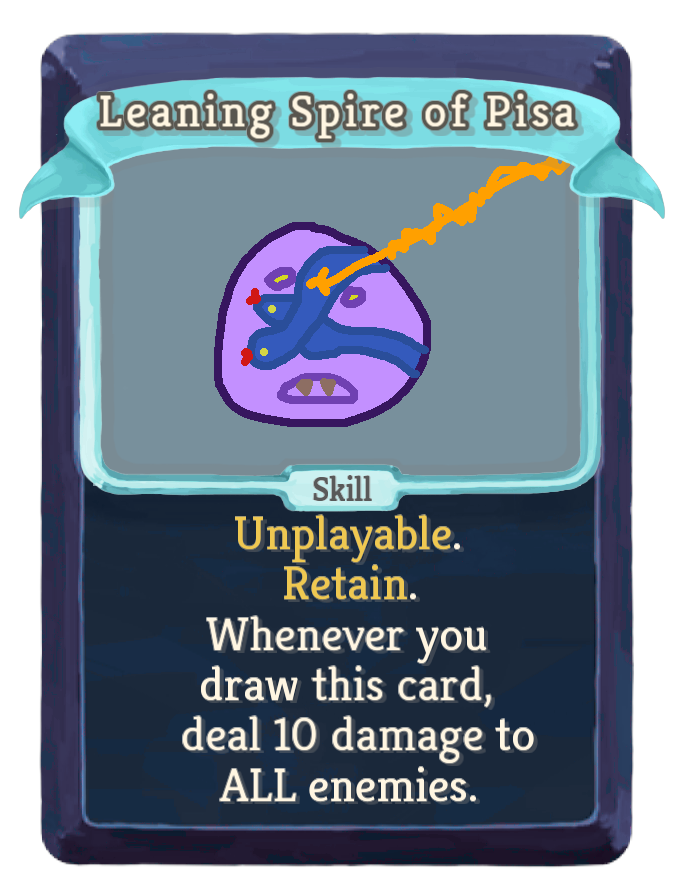 Leaning Spire of Pisa
Skill
Unplayable.
Retain.
Whenever you
draw this card,
deal 10 damage to
ALL enemies.